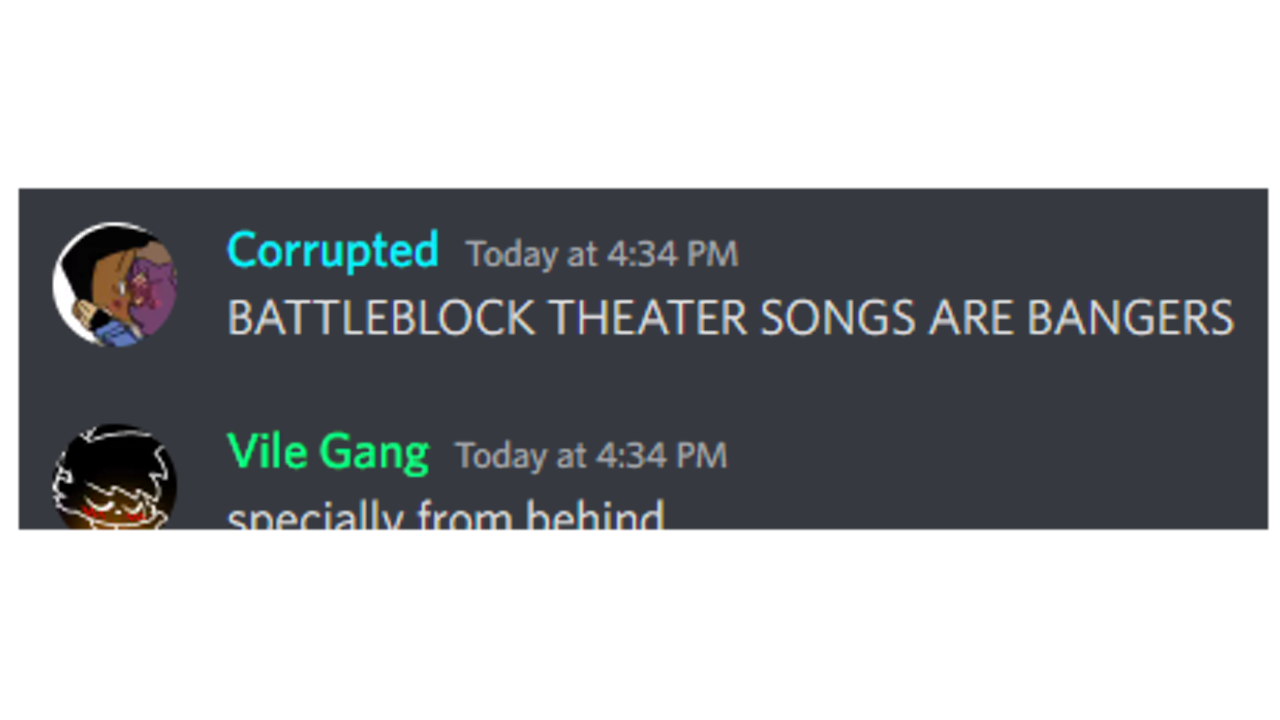 Corrupted Today at 4:34 PM
BATTLEBLOCK THEATER SONGS ARE BANGERS
Vile Gang Today at 4:34 PM
specially from behind